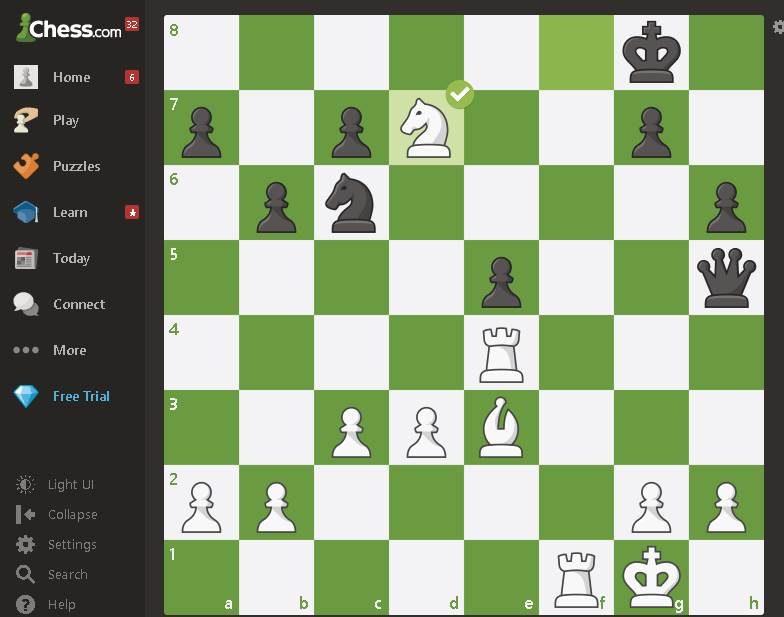 Chess.com
32
Home
6
Play
Puzzles
Learn
Today
Connect
More
Free Trial
Light UI
Collapse
Settings
Search
Help
8
7
6
5
4
3
2
1
a b c d e f g h